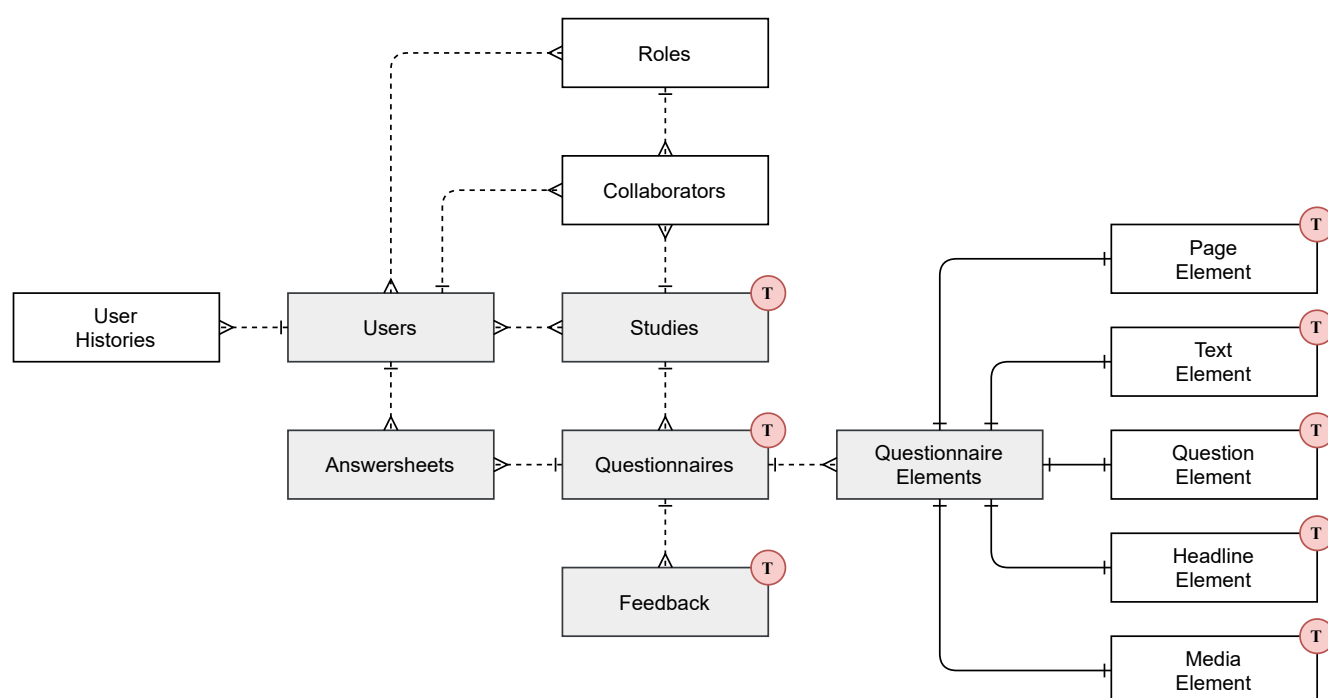 Roles
Collaborators
T
Page
Element
T
User
Histories
Users
Studies
T
Text
Element
T
Answersheets
Questionnaires
T
Questionnaire
Elements
Question
Element
T
Feedback
T
Headline
Element
T
Media
Element